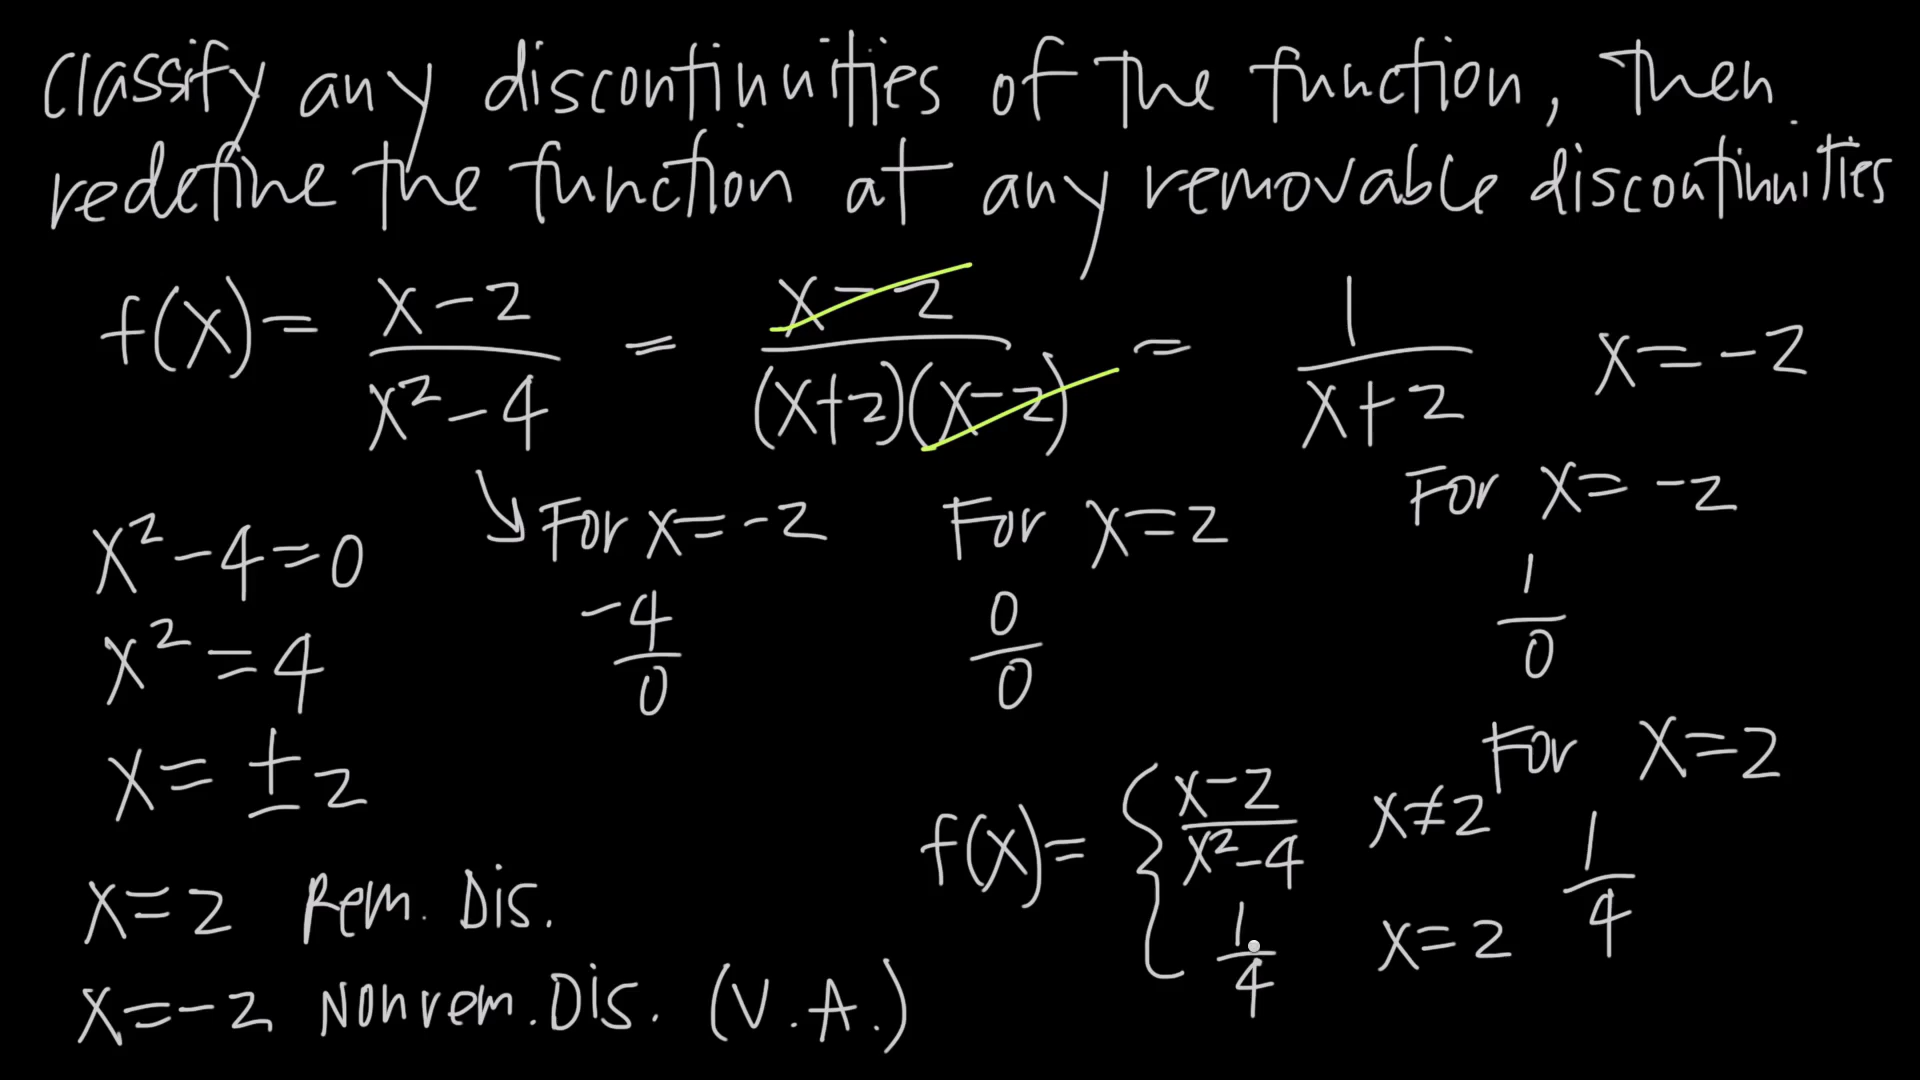 Classify any discontinuities of the function, then
redefine the function at any removable discontinuities
f(x) = (x-2)/(x²-4) = (x-2)/((x+2)(x-2)) = 1/(x+2) x = -2
x²-4=0
x²=4
x=±2
For x=-2
-4/0
For x=2
0/0
For x=-2
1/0
For x=2
1/4
x=2 Rem. Dis.
x=-2 Nonrem. Dis. (V.A.)
f(x)= { (x-2)/(x²-4) x≠2
1/4 x=2